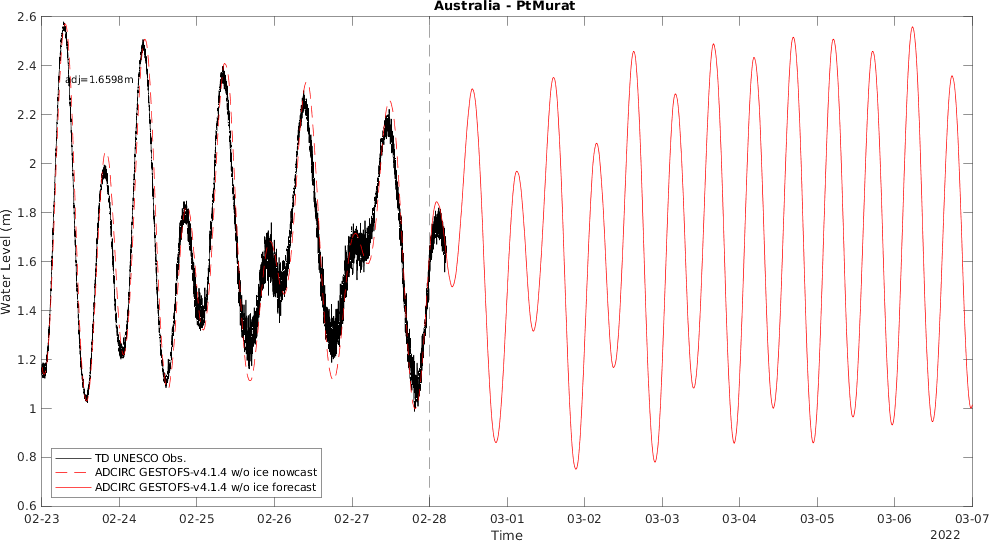 Australia - PtMurat
2.6
2.4
2.2
2
1.8
1.6
1.4
1.2
1
0.8
0.6
Water Level (m)
adj=1.6598m
TD UNESCO Obs.
ADCIRC GESTOFS-v4.1.4 w/o ice nowcast
ADCIRC GESTOFS-v4.1.4 w/o ice forecast
02-23 02-24 02-25 02-26 02-27 02-28 03-01 03-02 03-03 03-04 03-05 03-06 03-07
Time
2022